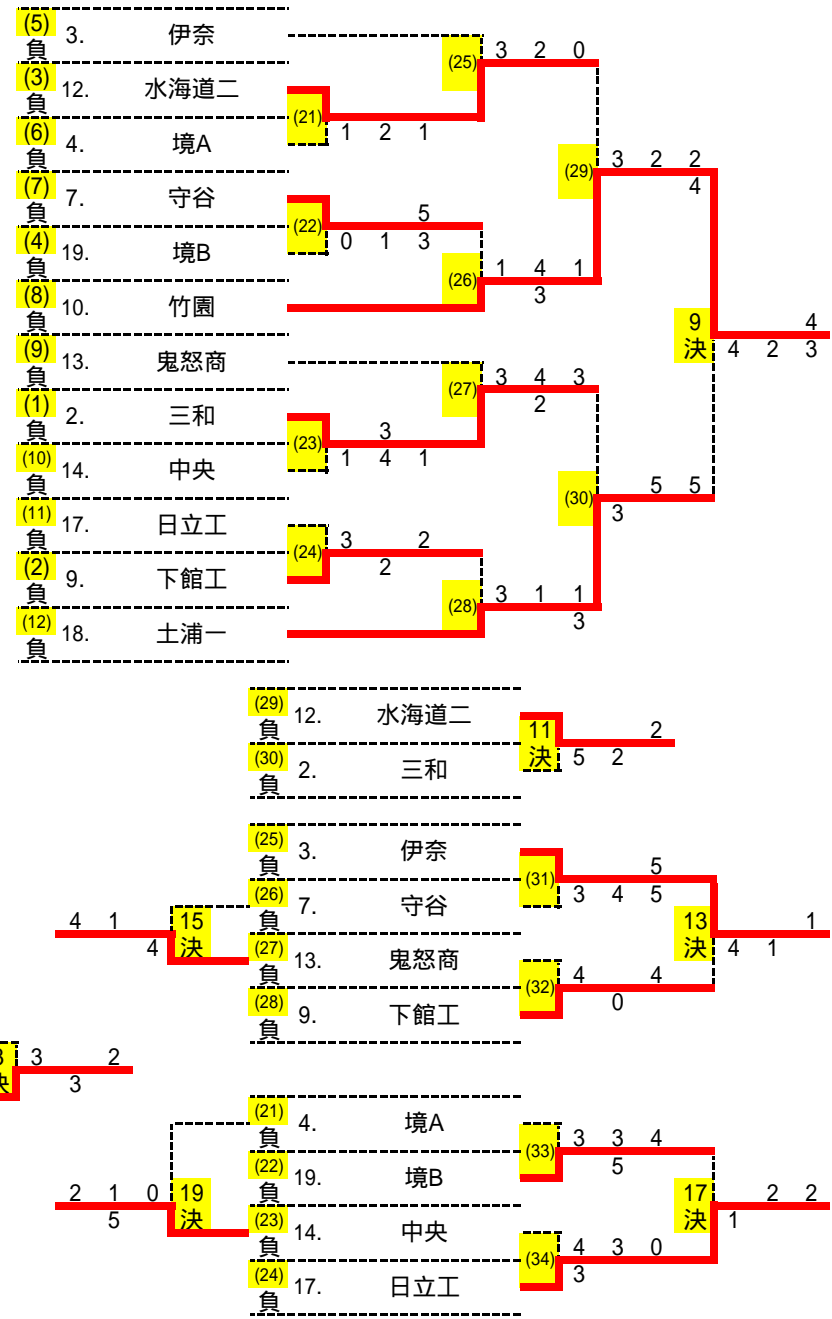 (5)
負 3. 伊奈
(3)
負 12. 水海道二
(6)
負 4. 境A
(7)
負 7. 守谷
(4)
負 19. 境B
(8)
負 10. 竹園
(9)
負 13. 鬼怒商
(1)
負 2. 三和
(10)
負 14. 中央
(11)
負 17. 日立工
(2)
負 9. 下館工
(12)
負 18. 土浦一
(21)
1 2 1
(22)
5
0 1 3
(23)
3
1 4 1
(24)
3 2
2
(25)
3 2 0
(26)
1 4 1
3
(27)
3 4 3
2
(28)
3 1 1
3
(29)
3 2 2
4
(30)
5 5
3
9
決
4
4 2 3
(29)
負 12. 水海道二
(30)
負 2. 三和
11
決
2
5 2
(25)
負 3. 伊奈
(26)
負 7. 守谷
(27)
負 13. 鬼怒商
(28)
負 9. 下館工
(31)
5
3 4 5
(32)
4 4
0
13
決
1
4 1
4 1
4
15
決
3 2
3
(21)
負 4. 境A
(22)
負 19. 境B
(23)
負 14. 中央
(24)
負 17. 日立工
(33)
3 3 4
5
(34)
4 3 0
3
17
決
2 2
1
2 1 0
5
19
決